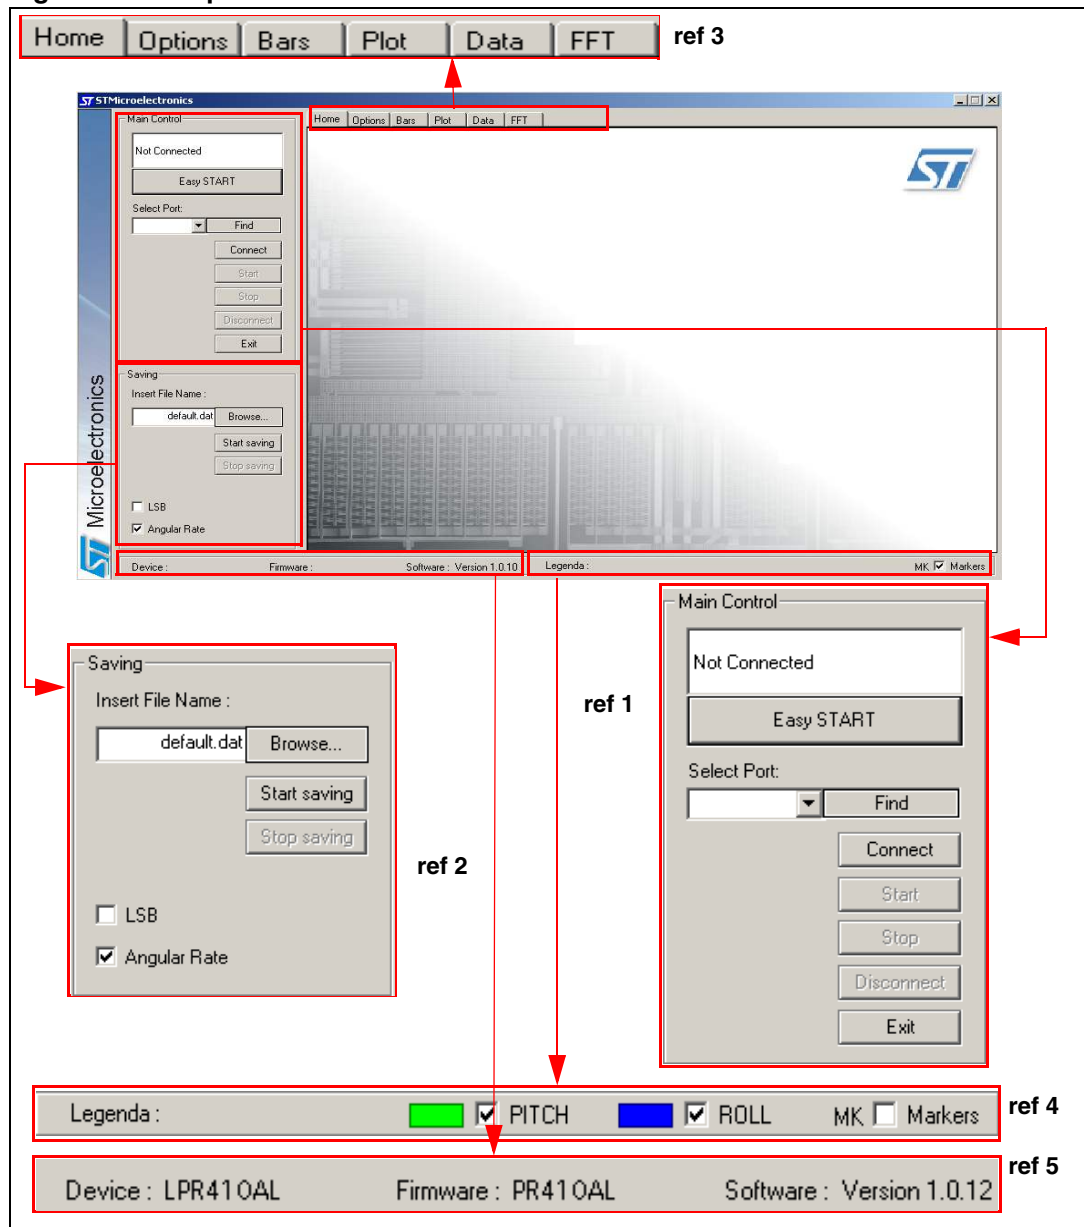 Home Options Bars Plot Data FFT ref 3
STMicroelectronics
Main Control
Home Options Bars Plot Data FFT
Not Connected
Easy START
Select Port:
Find
Connect
Start
Stop
Disconnect
Exit
Saving
Insert File Name :
default.dat Browse...
Start saving
Stop saving
LSB
Angular Rate
Microelectronics
Device : Firmware : Software : Version 1.0.10 Legenda : MK Markers
Main Control
Not Connected
Easy START
Select Port:
Find
Connect
Start
Stop
Disconnect
Exit
ref 1
Saving
Insert File Name :
default.dat Browse...
Start saving
Stop saving
LSB
Angular Rate
ref 2
Legenda : PITCH ROLL MK Markers ref 4
Device : LPR410AL Firmware : PR410AL Software : Version 1.0.12 ref 5